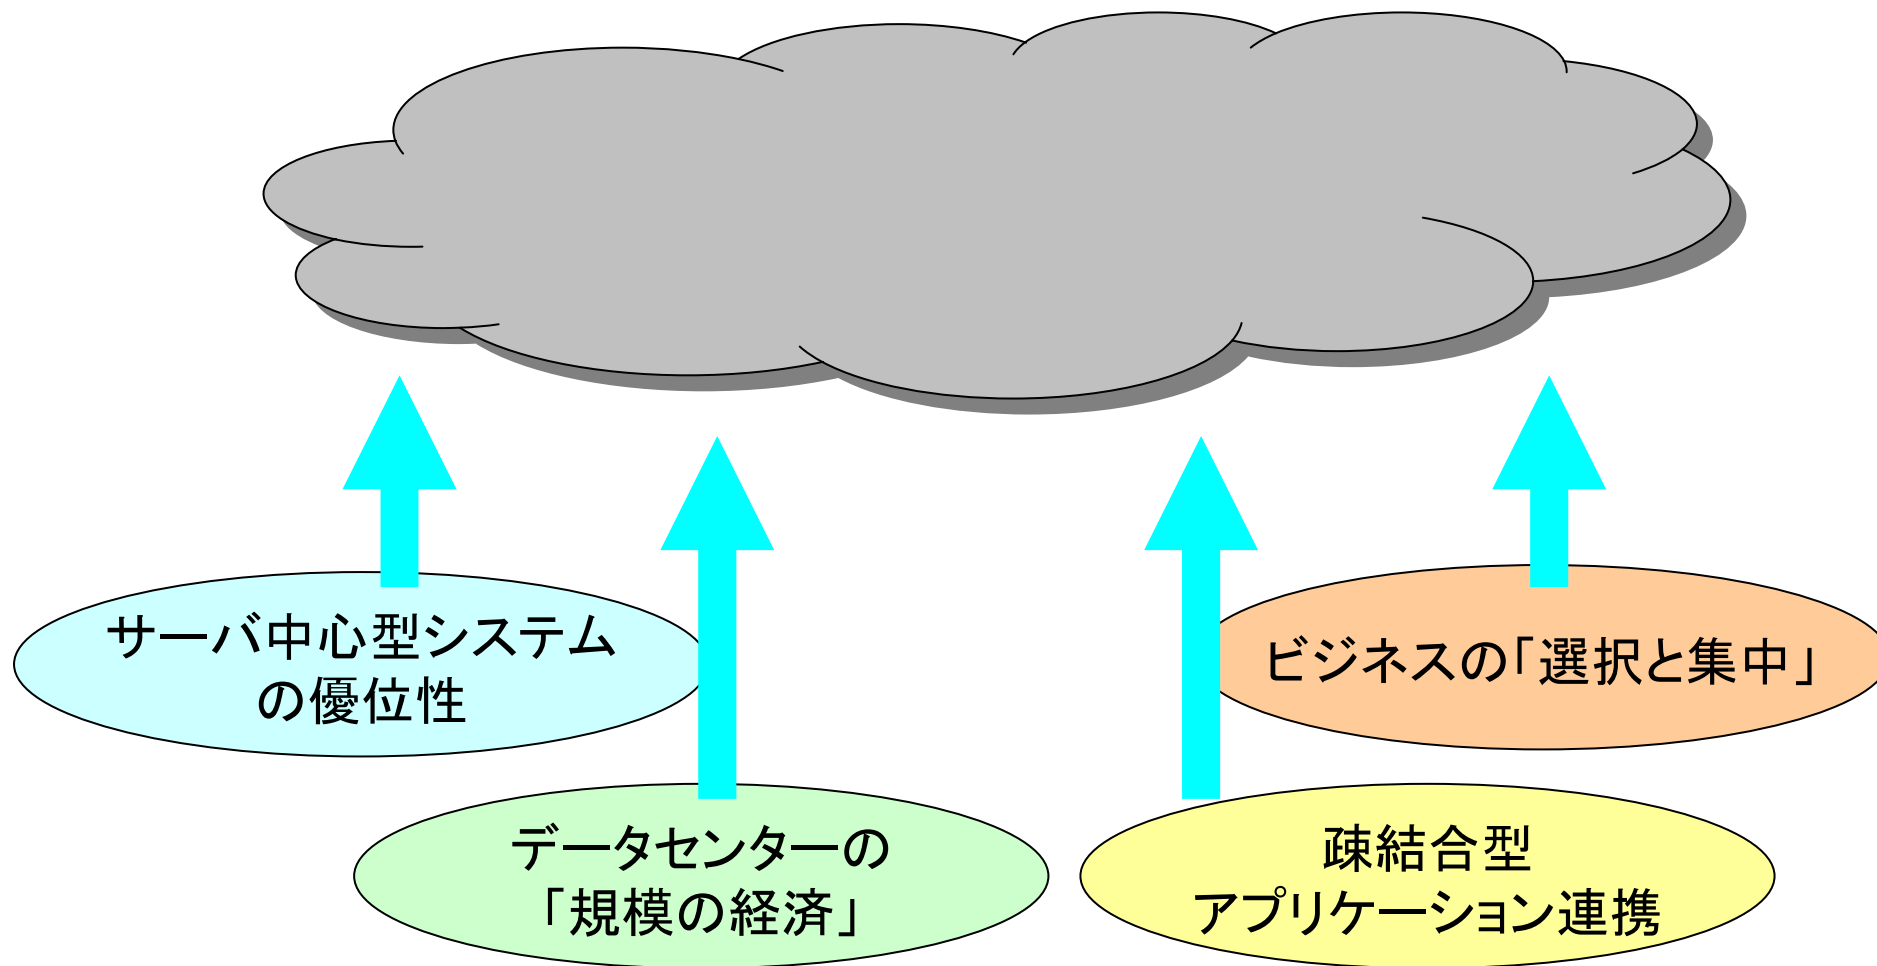 サーバ中心型システム
の優位性
ビジネスの「選択と集中」
データセンターの
「規模の経済」
疎結合型
アプリケーション連携